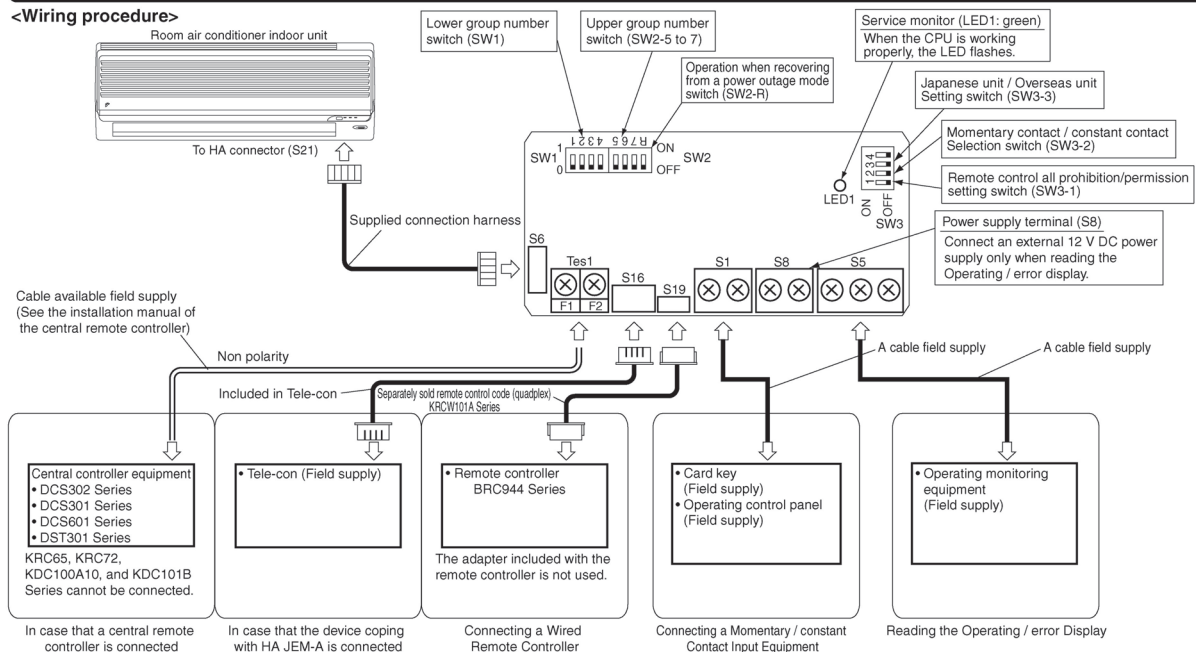 <Wiring procedure>
Room air conditioner indoor unit
To HA connector (S21)
Supplied connection harness
Lower group number
switch (SW1)
Upper group number
switch (SW2-5 to 7)
Operation when recovering
from a power outage mode
switch (SW2-R)
Service monitor (LED1: green)
When the CPU is working
properly, the LED flashes.
Japanese unit / Overseas unit
Setting switch (SW3-3)
Momentary contact / constant contact
Selection switch (SW3-2)
Remote control all prohibition/permission
setting switch (SW3-1)
Power supply terminal (S8)
Connect an external 12 V DC power
supply only when reading the
Operating / error display.
4321 R765
1 ON
SW1 SW2
0 OFF
1234
LED1
ON OFF
SW3
S6
Tes1
F1 F2
S16
S19
S1
S8
S5
Cable available field supply
(See the installation manual of
the central remote controller)
Non polarity
Included in Tele-con
Separately sold remote control code (quadplex)
KRCW101A Series
A cable field supply
A cable field supply
Central controller equipment
• DCS302 Series
• DCS301 Series
• DCS601 Series
• DST301 Series
KRC65, KRC72,
KDC100A10, and KDC101B
Series cannot be connected.
In case that a central remote
controller is connected
• Tele-con (Field supply)
In case that the device coping
with HA JEM-A is connected
• Remote controller
BRC944 Series
The adapter included with the
remote controller is not used.
Connecting a Wired
Remote Controller
• Card key
(Field supply)
• Operating control panel
(Field supply)
Connecting a Momentary / constant
Contact Input Equipment
• Operating monitoring
equipment
(Field supply)
Reading the Operating / error Display